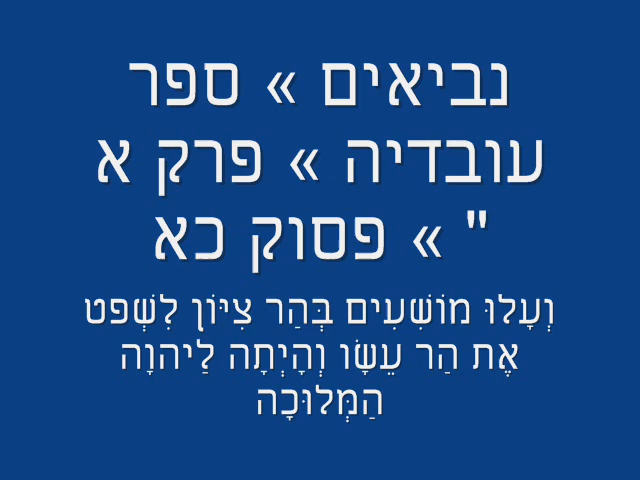 נביאים » ספר
עובדיה » פרק א
" » פסוק כא
וְעָלוּ מוֹשִׁעִים בְּהַר צִיּוֹן לִשְׁפֹּט
אֶת הַר עֵשָׂו וְהָיְתָה לַיהוָה
הַמְּלוּכָה